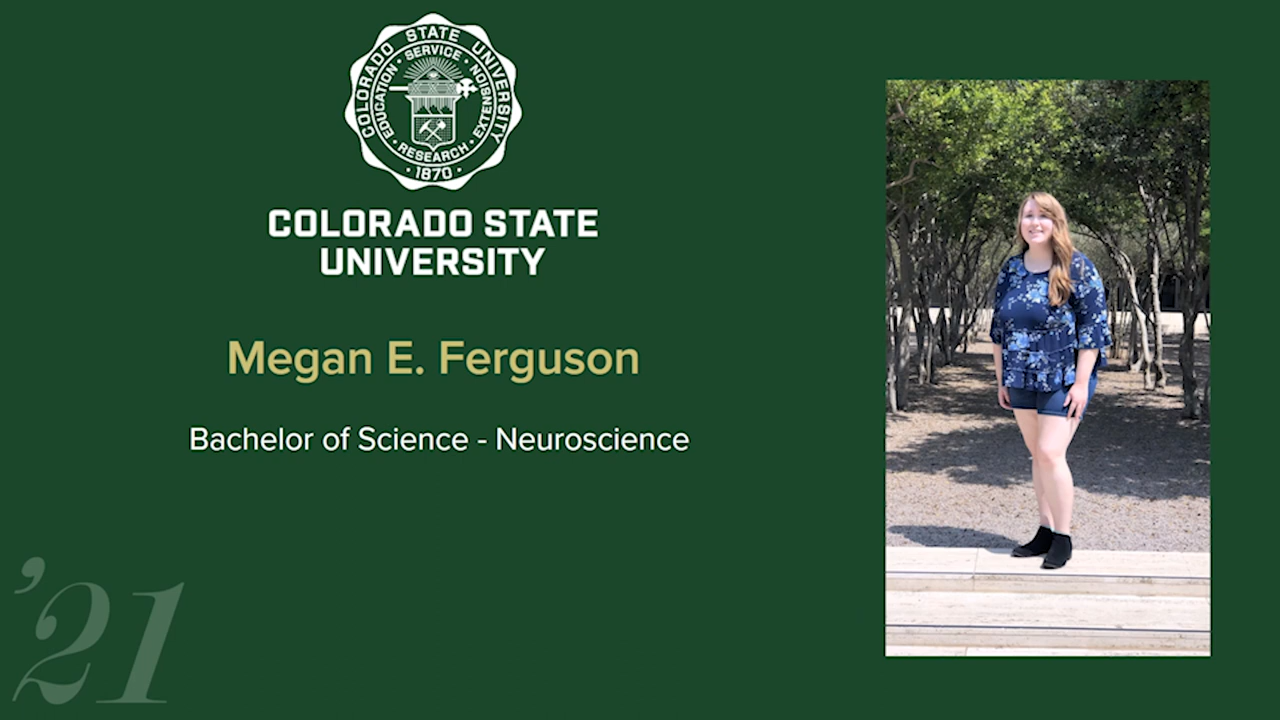 COLORADO STATE UNIVERSITY
EDUCATION • SERVICE • EXTENSION • RESEARCH •
• 1870 •
COLORADO STATE
UNIVERSITY
Megan E. Ferguson
Bachelor of Science - Neuroscience
’21